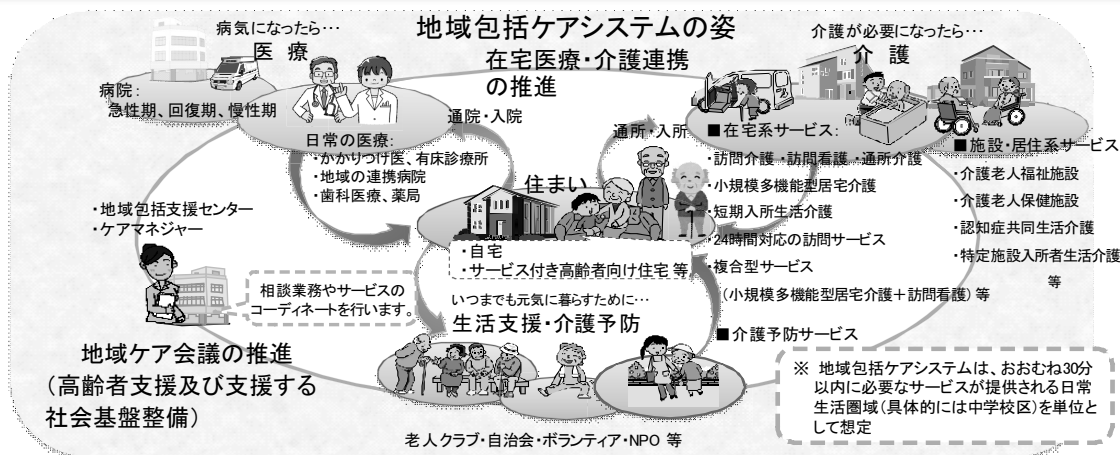 地域包括ケアシステムの姿
在宅医療・介護連携
の推進
病気になったら…
医 療
病院:
急性期、回復期、慢性期
日常の医療:
・かかりつけ医、有床診療所
・地域の連携病院
・歯科医療、薬局
通院・入院
通所・入所
介護が必要になったら…
介 護
■在宅系サービス:
・訪問介護 ・訪問看護 ・通所介護
・小規模多機能型居宅介護
・短期入所生活介護
・24時間対応の訪問サービス
・複合型サービス
(小規模多機能型居宅介護+訪問看護) 等
■介護予防サービス
■施設・居住系サービス
・介護老人福祉施設
・介護老人保健施設
・認知症共同生活介護
・特定施設入所者生活介護
等
住まい
・自宅
・サービス付き高齢者向け住宅 等
・地域包括支援センター
・ケアマネジャー
相談業務やサービスの
コーディネートを行います。
いつまでも元気に暮らすために…
生活支援・介護予防
地域ケア会議の推進
(高齢者支援及び支援する
社会基盤整備)
老人クラブ・自治会・ボランティア・NPO 等
※ 地域包括ケアシステムは、おおむね30分
以内に必要なサービスが提供される日常
生活圏域(具体的には中学校区)を単位と
して想定